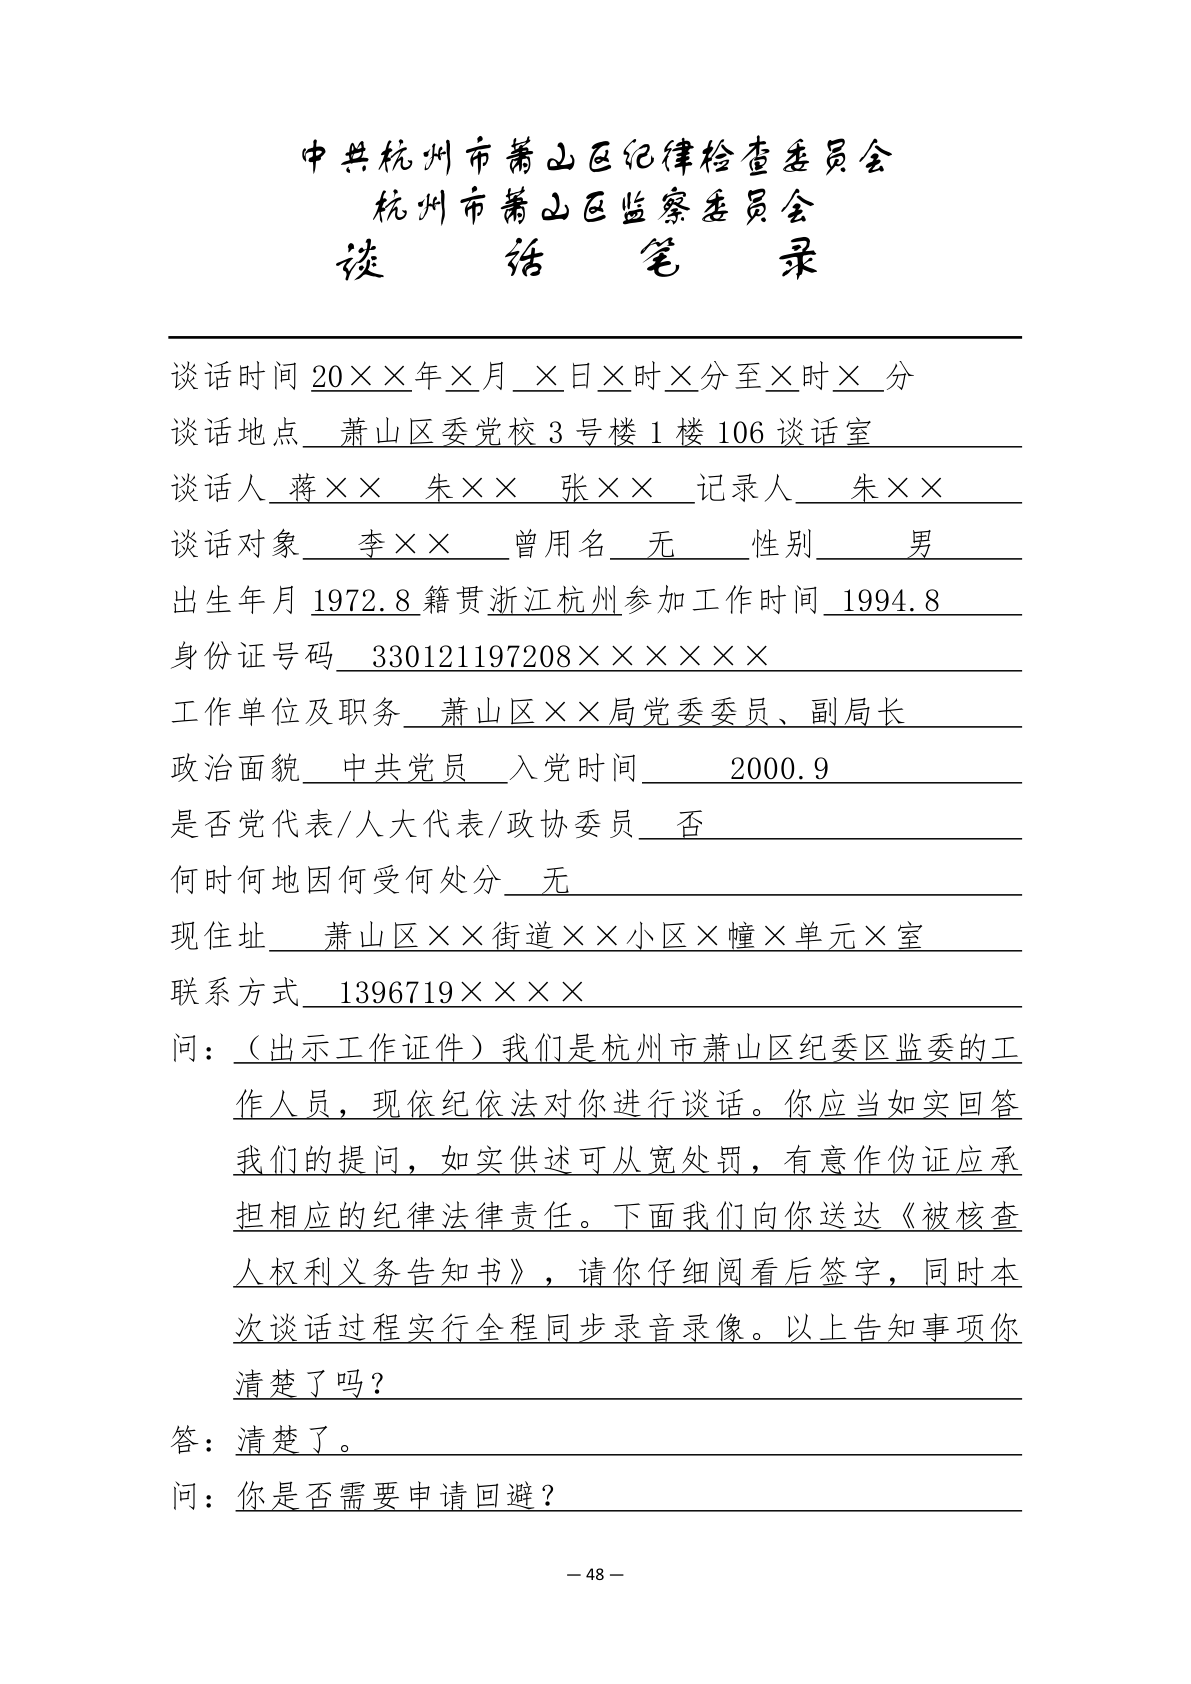 中共杭州市萧山区纪律检查委员会
杭州市萧山区监察委员会
谈话笔录
谈话时间 20××年×月 ×日×时×分至×时× 分
谈话地点 萧山区委党校 3 号楼 1 楼 106 谈话室
谈话人 蒋×× 朱×× 张×× 记录人 朱××
谈话对象 李×× 曾用名 无 性别 男
出生年月 1972.8 籍贯浙江杭州参加工作时间 1994.8
身份证号码 330121197208××××××
工作单位及职务 萧山区××局党委委员、副局长
政治面貌 中共党员 入党时间 2000.9
是否党代表/人大代表/政协委员 否
何时何地因何受何处分 无
现住址 萧山区××街道××小区×幢×单元×室
联系方式 1396719××××
问：（出示工作证件）我们是杭州市萧山区纪委区监委的工
作人员，现依纪依法对你进行谈话。你应当如实回答
我们的提问，如实供述可从宽处罚，有意作伪证应承
担相应的纪律法律责任。下面我们向你送达《被核查
人权利义务告知书》，请你仔细阅看后签字，同时本
次谈话过程实行全程同步录音录像。以上告知事项你
清楚了吗？
答：清楚了。
问：你是否需要申请回避？
— 48 —